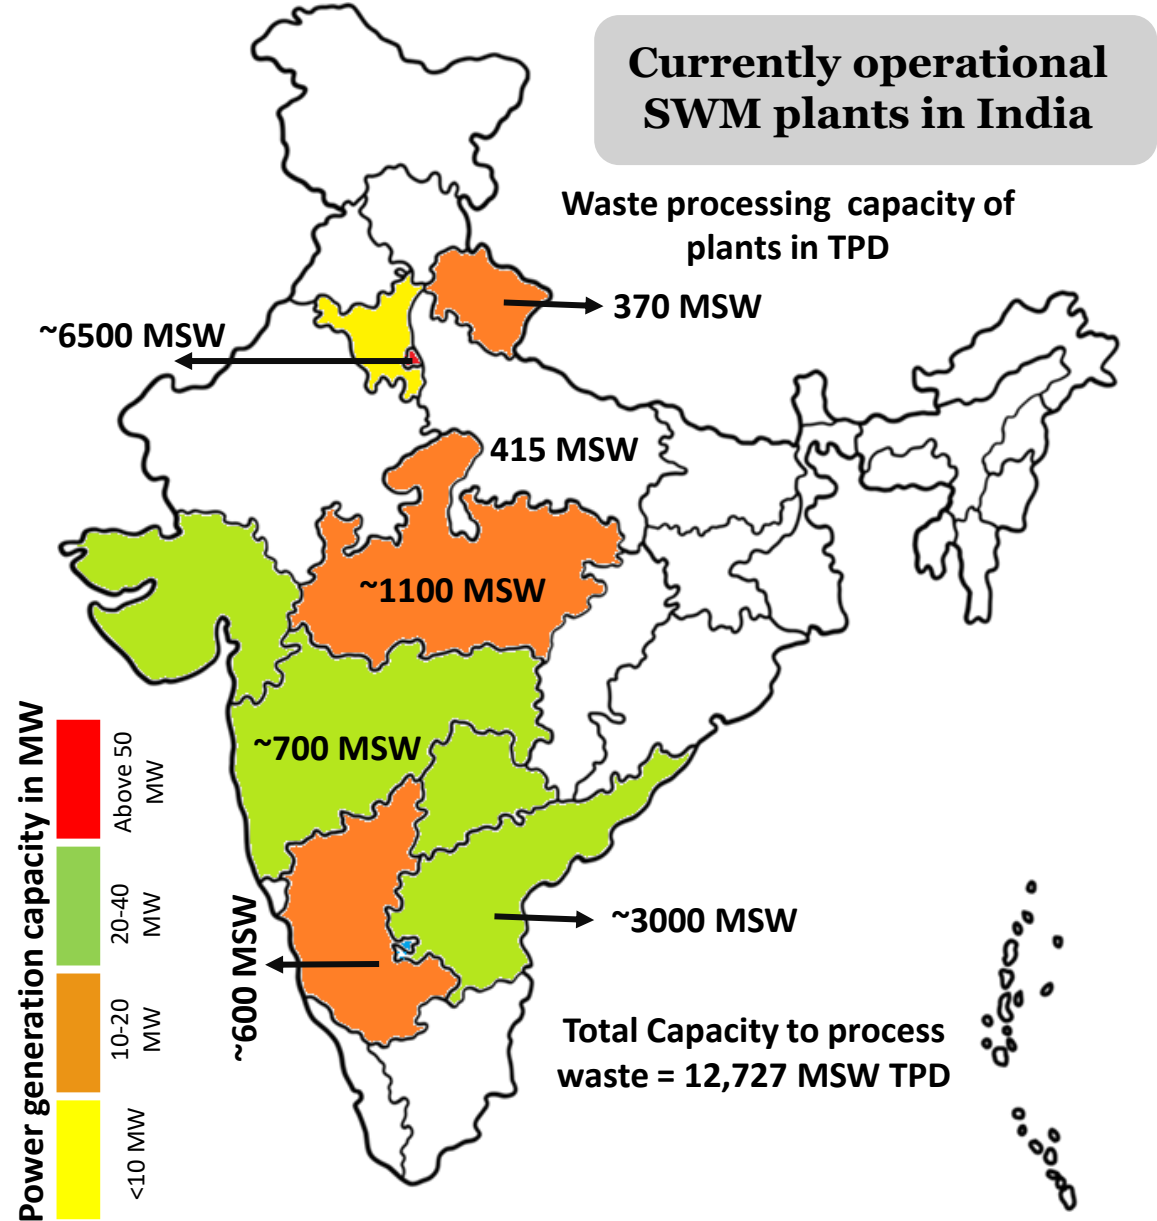 Currently operational
SWM plants in India
Waste processing capacity of
plants in TPD
370 MSW
~6500 MSW
415 MSW
~1100 MSW
~700 MSW
~3000 MSW
~600 MSW
Total Capacity to process
waste = 12,727 MSW TPD
Power generation capacity in MW
Above 50
MW
20-40
MW
10-20
MW
<10 MW